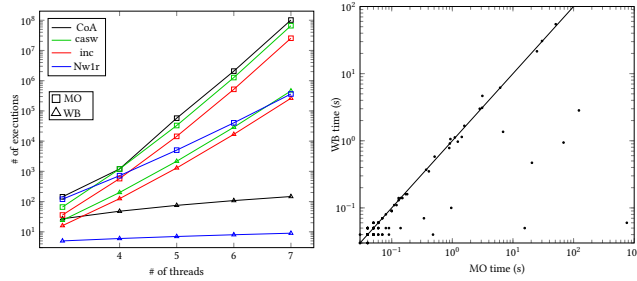 10^8
10^7
10^6
10^5
10^4
10^3
10^2
10^1
# of executions
CoA
casw
inc
Nw1r
MO
WB
4 5 6 7
# of threads
10^2
10^1
10^0
10^-1
WB time (s)
10^-1 10^0 10^1 10^2 10^3
MO time (s)